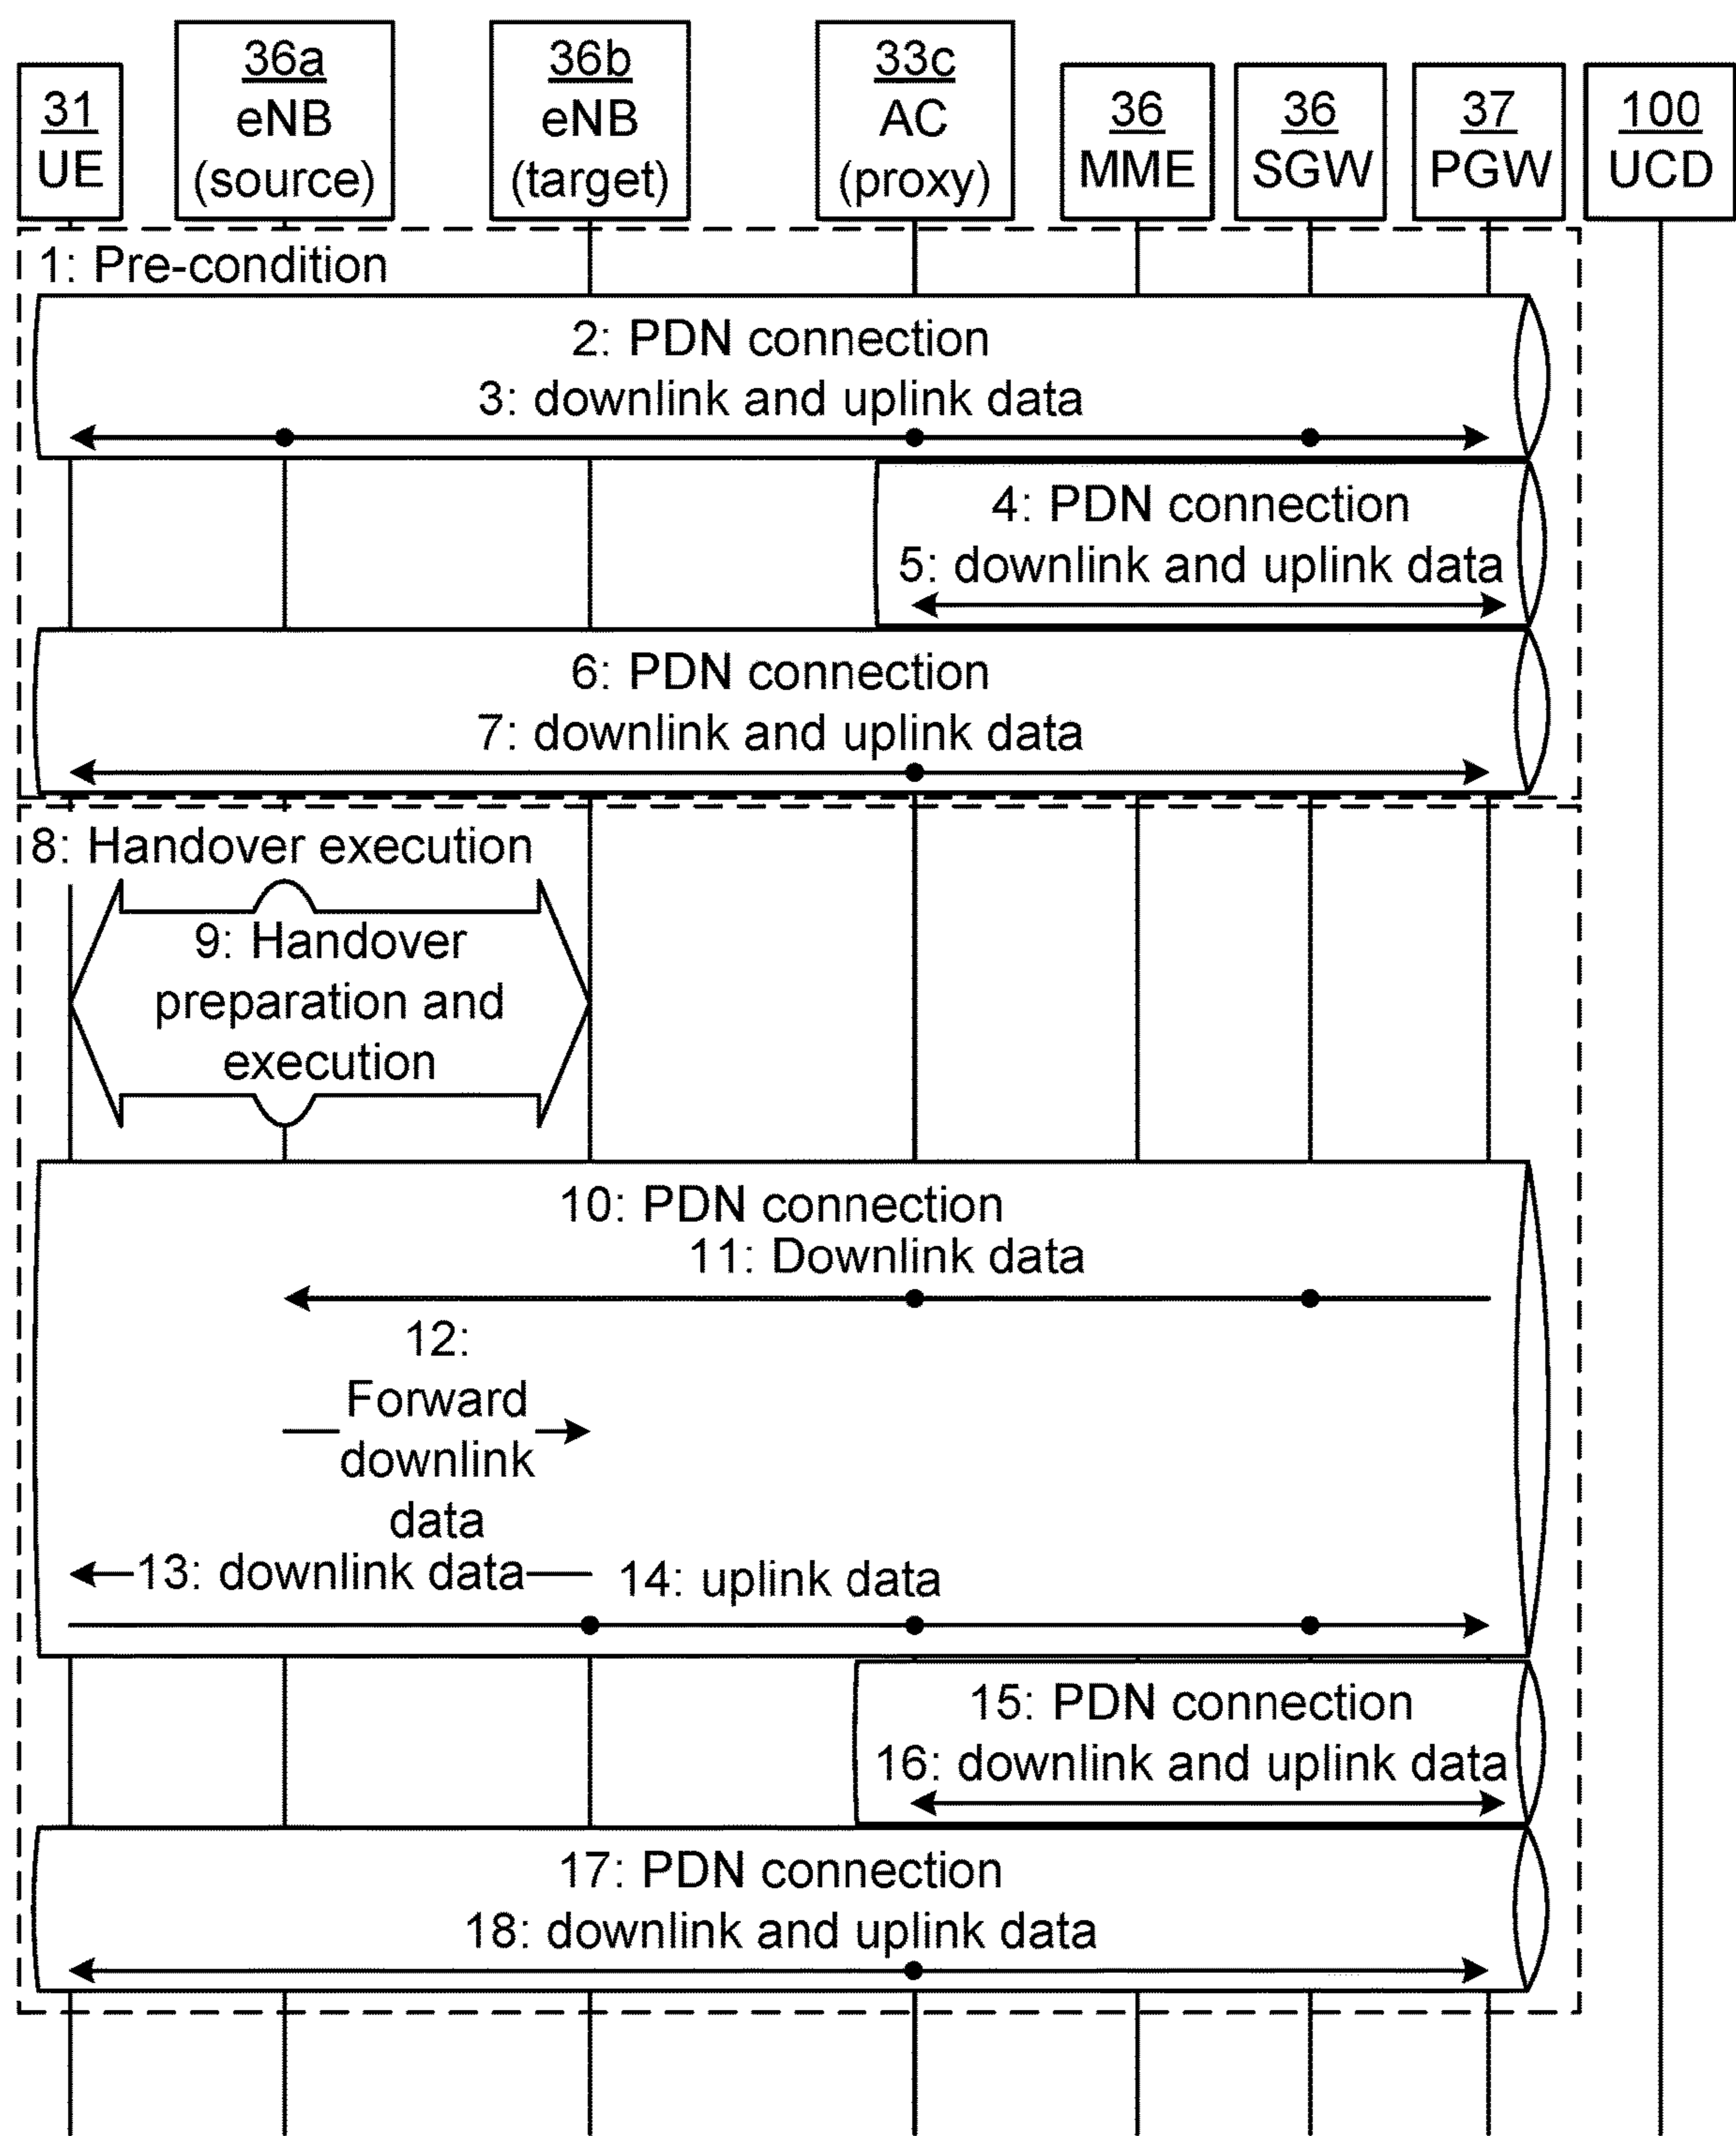 31
UE
36a
eNB
(source)
36b
eNB
(target)
33c
AC
(proxy)
36
MME
36
SGW
37
PGW
100
UCD
1: Pre-condition
2: PDN connection
3: downlink and uplink data
4: PDN connection
5: downlink and uplink data
6: PDN connection
7: downlink and uplink data
8: Handover execution
9: Handover
preparation and
execution
10: PDN connection
11: Downlink data
12:
Forward
downlink
data
13: downlink data
14: uplink data
15: PDN connection
16: downlink and uplink data
17: PDN connection
18: downlink and uplink data